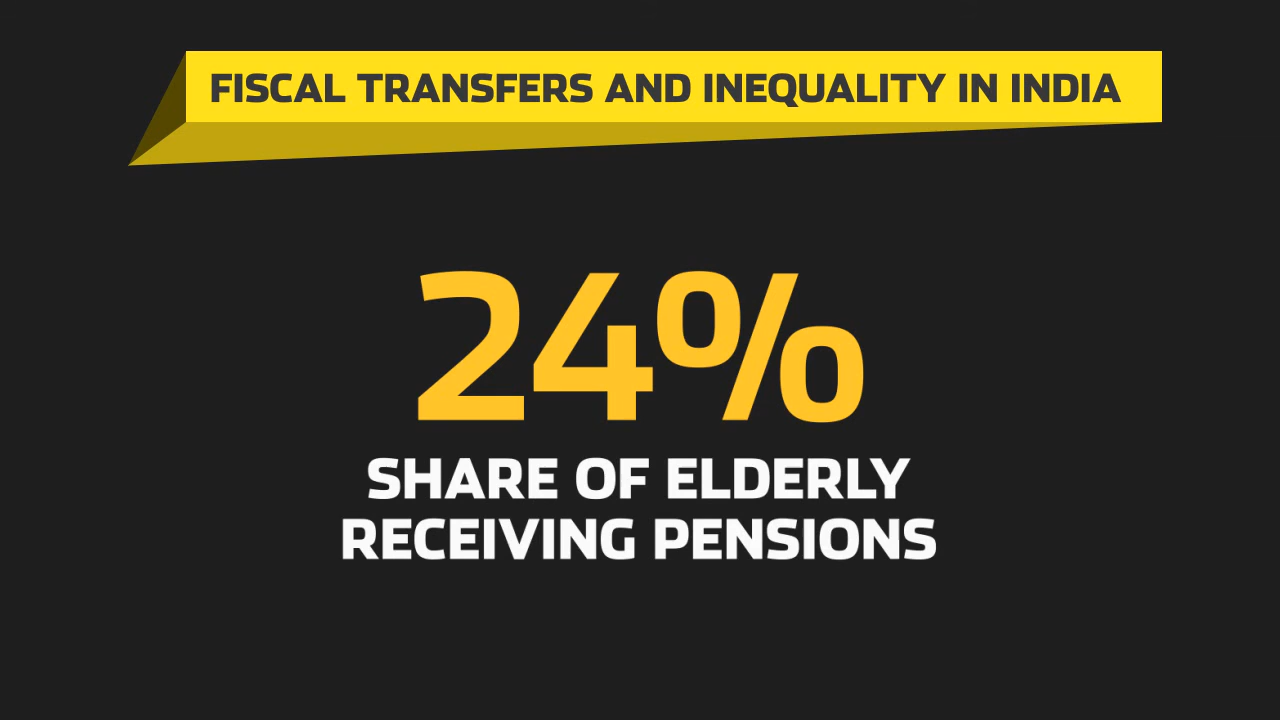 FISCAL TRANSFERS AND INEQUALITY IN INDIA
24%
SHARE OF ELDERLY
RECEIVING PENSIONS